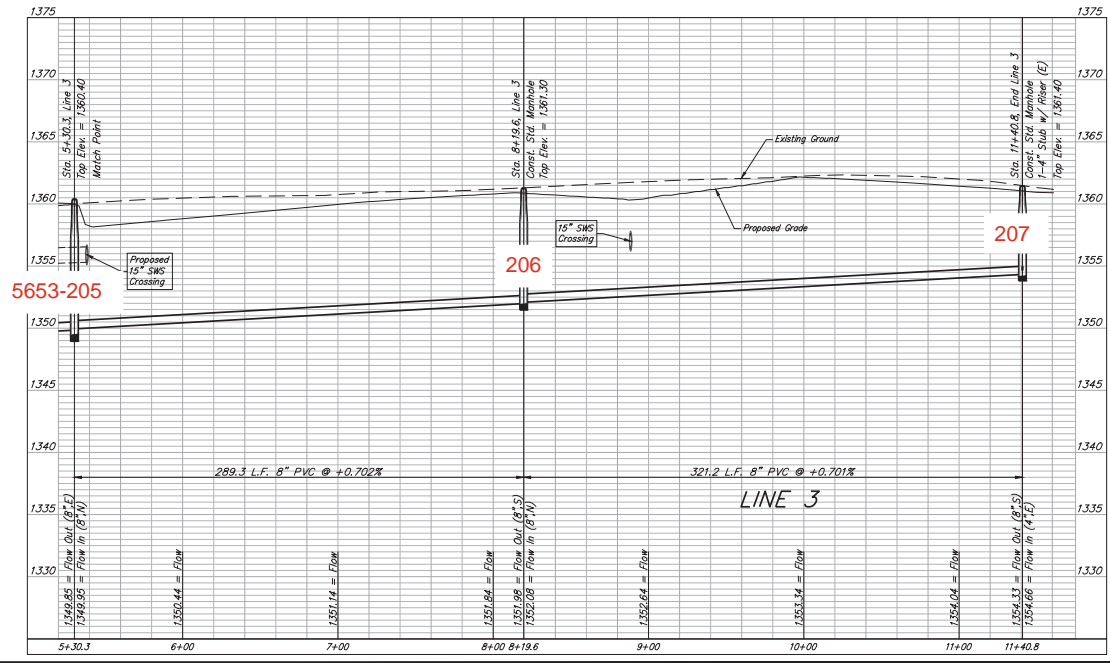 1375
1375
1370
1370
1365
1365
1360
1360
1355
1355
1350
1350
1345
1345
1340
1340
1335
1335
1330
1330
Sta. 5+30.3, Line 3
Top Elev. = 1360.40
Match Point
Sta. 8+19.6, Line 3
Const. Std. Manhole
Top Elev. = 1361.30
Sta. 11+40.8, End Line 3
Const. Std. Manhole
1-4" Stub w/ Riser (E)
Top Elev. = 1361.40
Existing Ground
Proposed Grade
15" SWS
Crossing
Proposed
15" SWS
Crossing
5653-205
206
207
289.3 L.F. 8" PVC @ +0.702%
321.2 L.F. 8" PVC @ +0.701%
LINE 3
1349.85 = Flow Out (8",E)
1349.95 = Flow In (8",N)
1350.44 = Flow
1351.14 = Flow
1351.84 = Flow
1351.98 = Flow Out (8",S)
1352.08 = Flow In (8",N)
1352.64 = Flow
1353.34 = Flow
1354.04 = Flow
1354.33 = Flow Out (8",S)
1354.66 = Flow In (4",E)
5+30.3
6+00
7+00
8+00
8+19.6
9+00
10+00
11+00
11+40.8